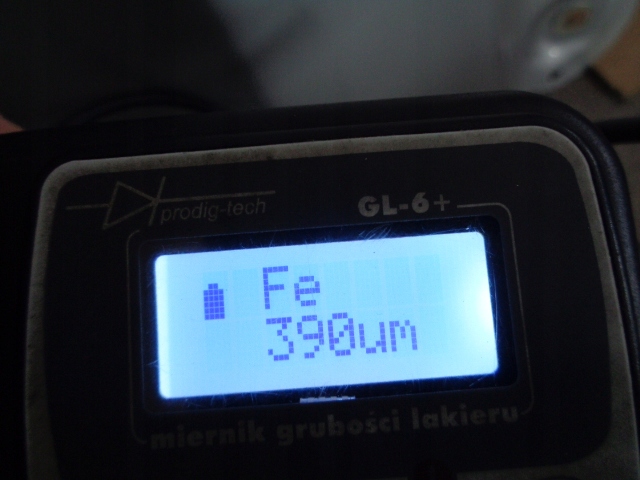 prodig-tech
GL-6+
Fe
390um
miernik grubości lakieru